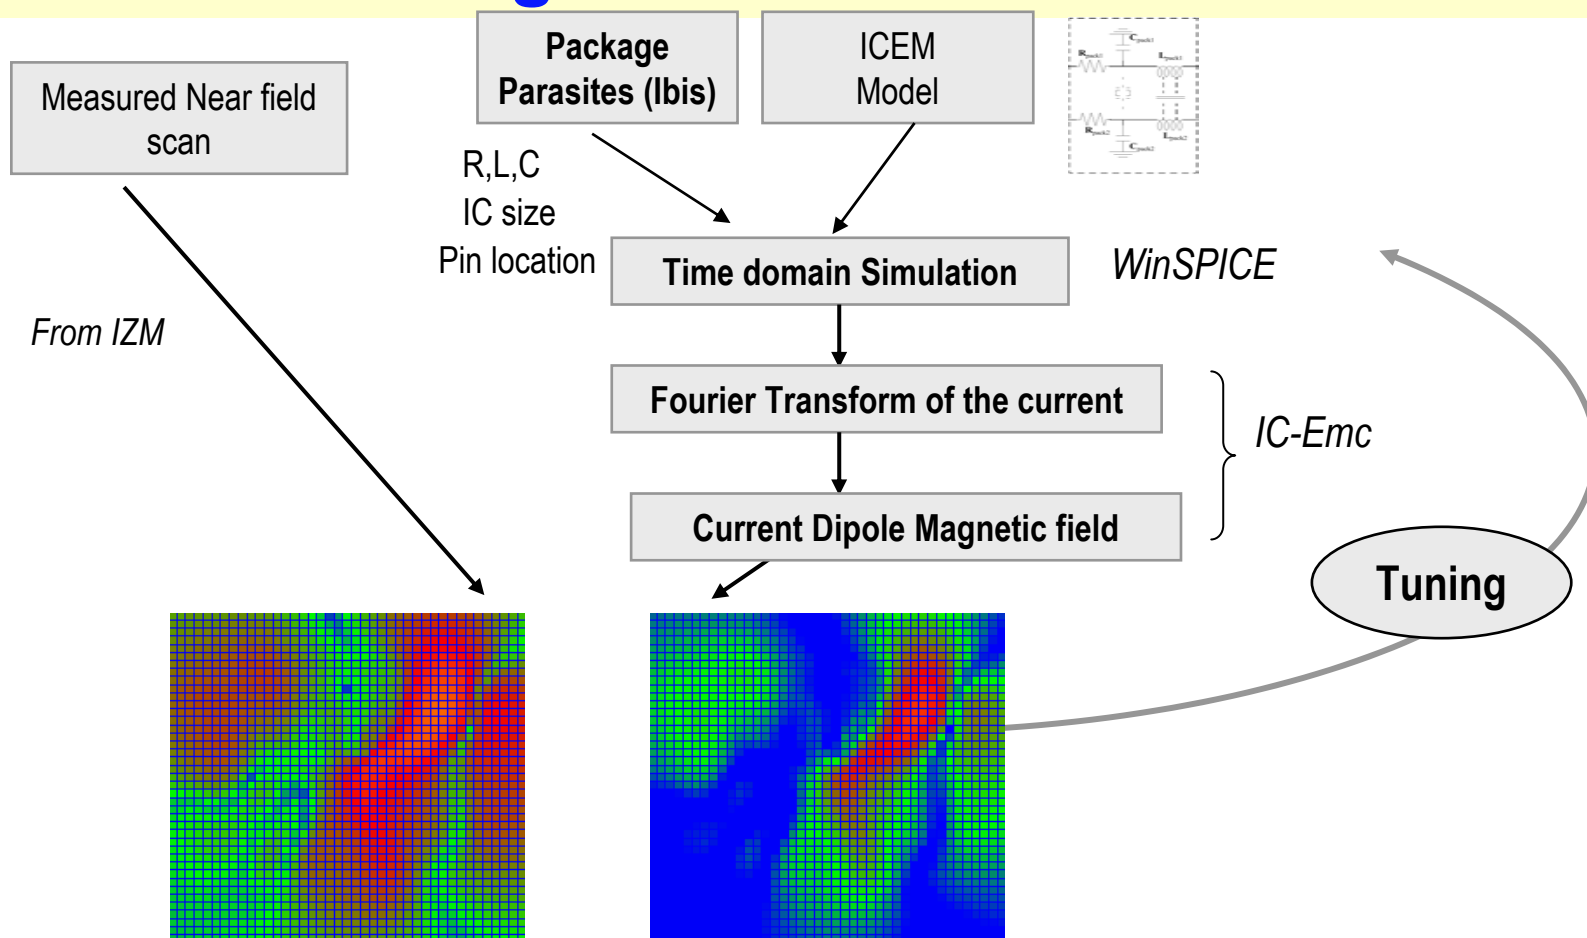 Package
Parasites (Ibis)
ICEM
Model
Measured Near field
scan
R,L,C
IC size
Pin location
Time domain Simulation
WinSPICE
From IZM
Fourier Transform of the current
IC-Emc
Current Dipole Magnetic field
Tuning